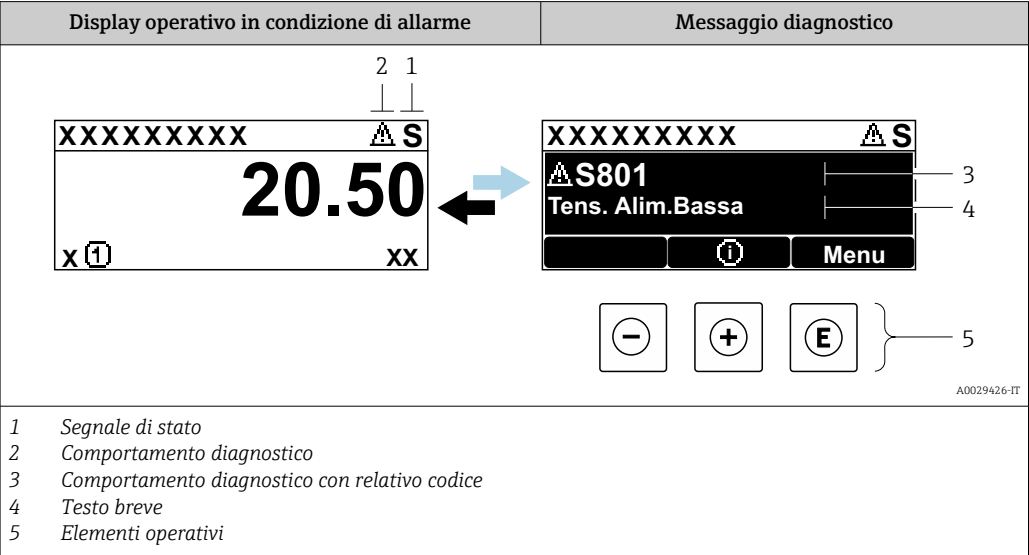 Display operativo in condizione di allarme
Messaggio diagnostico
2 1
XXXXXXXXX S
20.50
x 1 xx
XXXXXXXXX S
S801
3
Tens. Alim.Bassa
4
i Menu
- + E
5
A0029426-IT
1 Segnale di stato
2 Comportamento diagnostico
3 Comportamento diagnostico con relativo codice
4 Testo breve
5 Elementi operativi